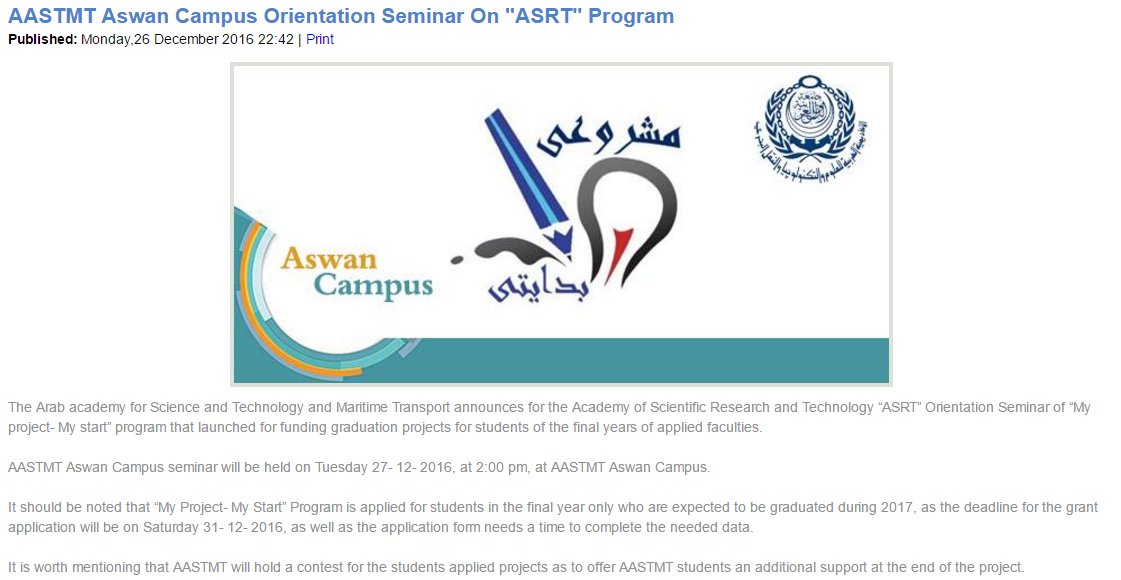 AASTMT Aswan Campus Orientation Seminar On "ASRT" Program
Published: Monday,26 December 2016 22:42 | Print
مشروعى
Aswan
Campus
بدايتى
The Arab academy for Science and Technology and Maritime Transport announces for the Academy of Scientific Research and Technology “ASRT” Orientation Seminar of “My
project- My start” program that launched for funding graduation projects for students of the final years of applied faculties.
AASTMT Aswan Campus seminar will be held on Tuesday 27- 12- 2016, at 2:00 pm, at AASTMT Aswan Campus.
It should be noted that “My Project- My Start” Program is applied for students in the final year only who are expected to be graduated during 2017, as the deadline for the grant
application will be on Saturday 31- 12- 2016, as well as the application form needs a time to complete the needed data.
It is worth mentioning that AASTMT will hold a contest for the students applied projects as to offer AASTMT students an additional support at the end of the project.